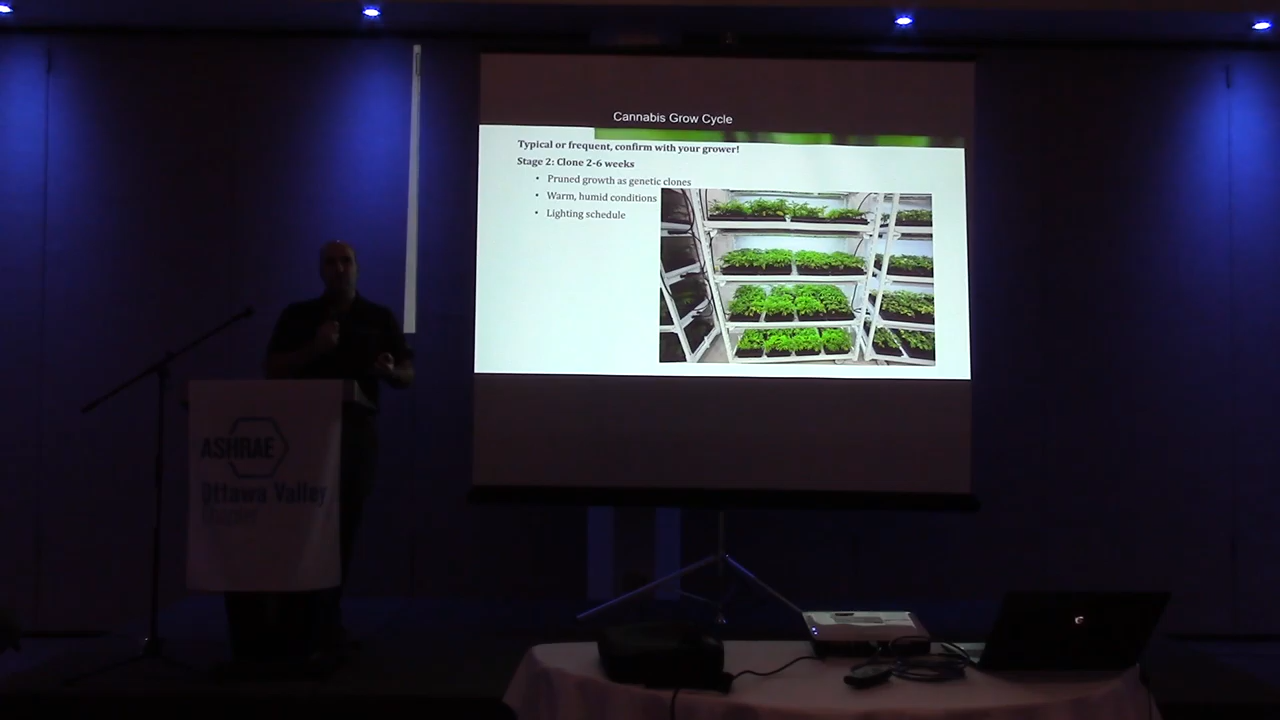 Cannabis Grow Cycle
Typical or frequent, confirm with your grower!
Stage 2: Clone 2-6 weeks
• Pruned growth as genetic clones
• Warm, humid conditions
• Lighting schedule
ASHRAE
Ottawa Valley
Chapter